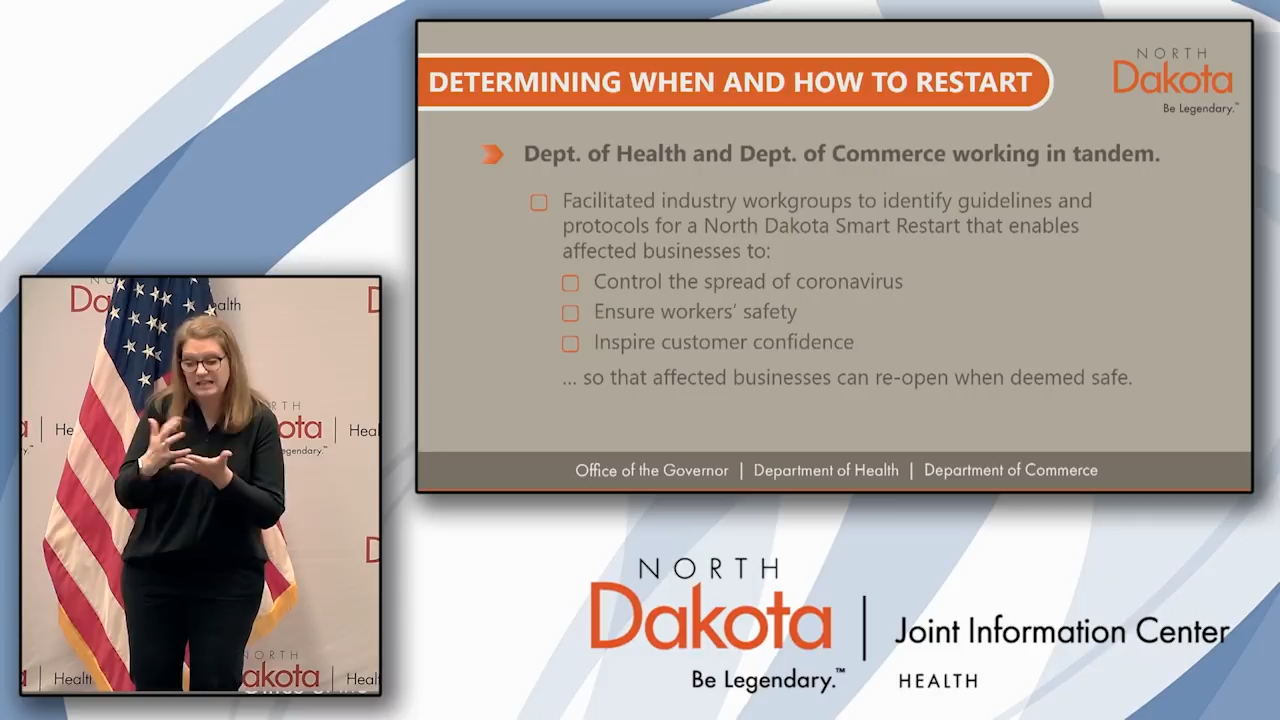 DETERMINING WHEN AND HOW TO RESTART
NORTH
Dakota
Be Legendary.™
Dept. of Health and Dept. of Commerce working in tandem.
Facilitated industry workgroups to identify guidelines and
protocols for a North Dakota Smart Restart that enables
affected businesses to:
Control the spread of coronavirus
Ensure workers' safety
Inspire customer confidence
... so that affected businesses can re-open when deemed safe.
Office of the Governor | Department of Health | Department of Commerce
NORTH
Dakota
Be Legendary.™
Joint Information Center
HEALTH
Health